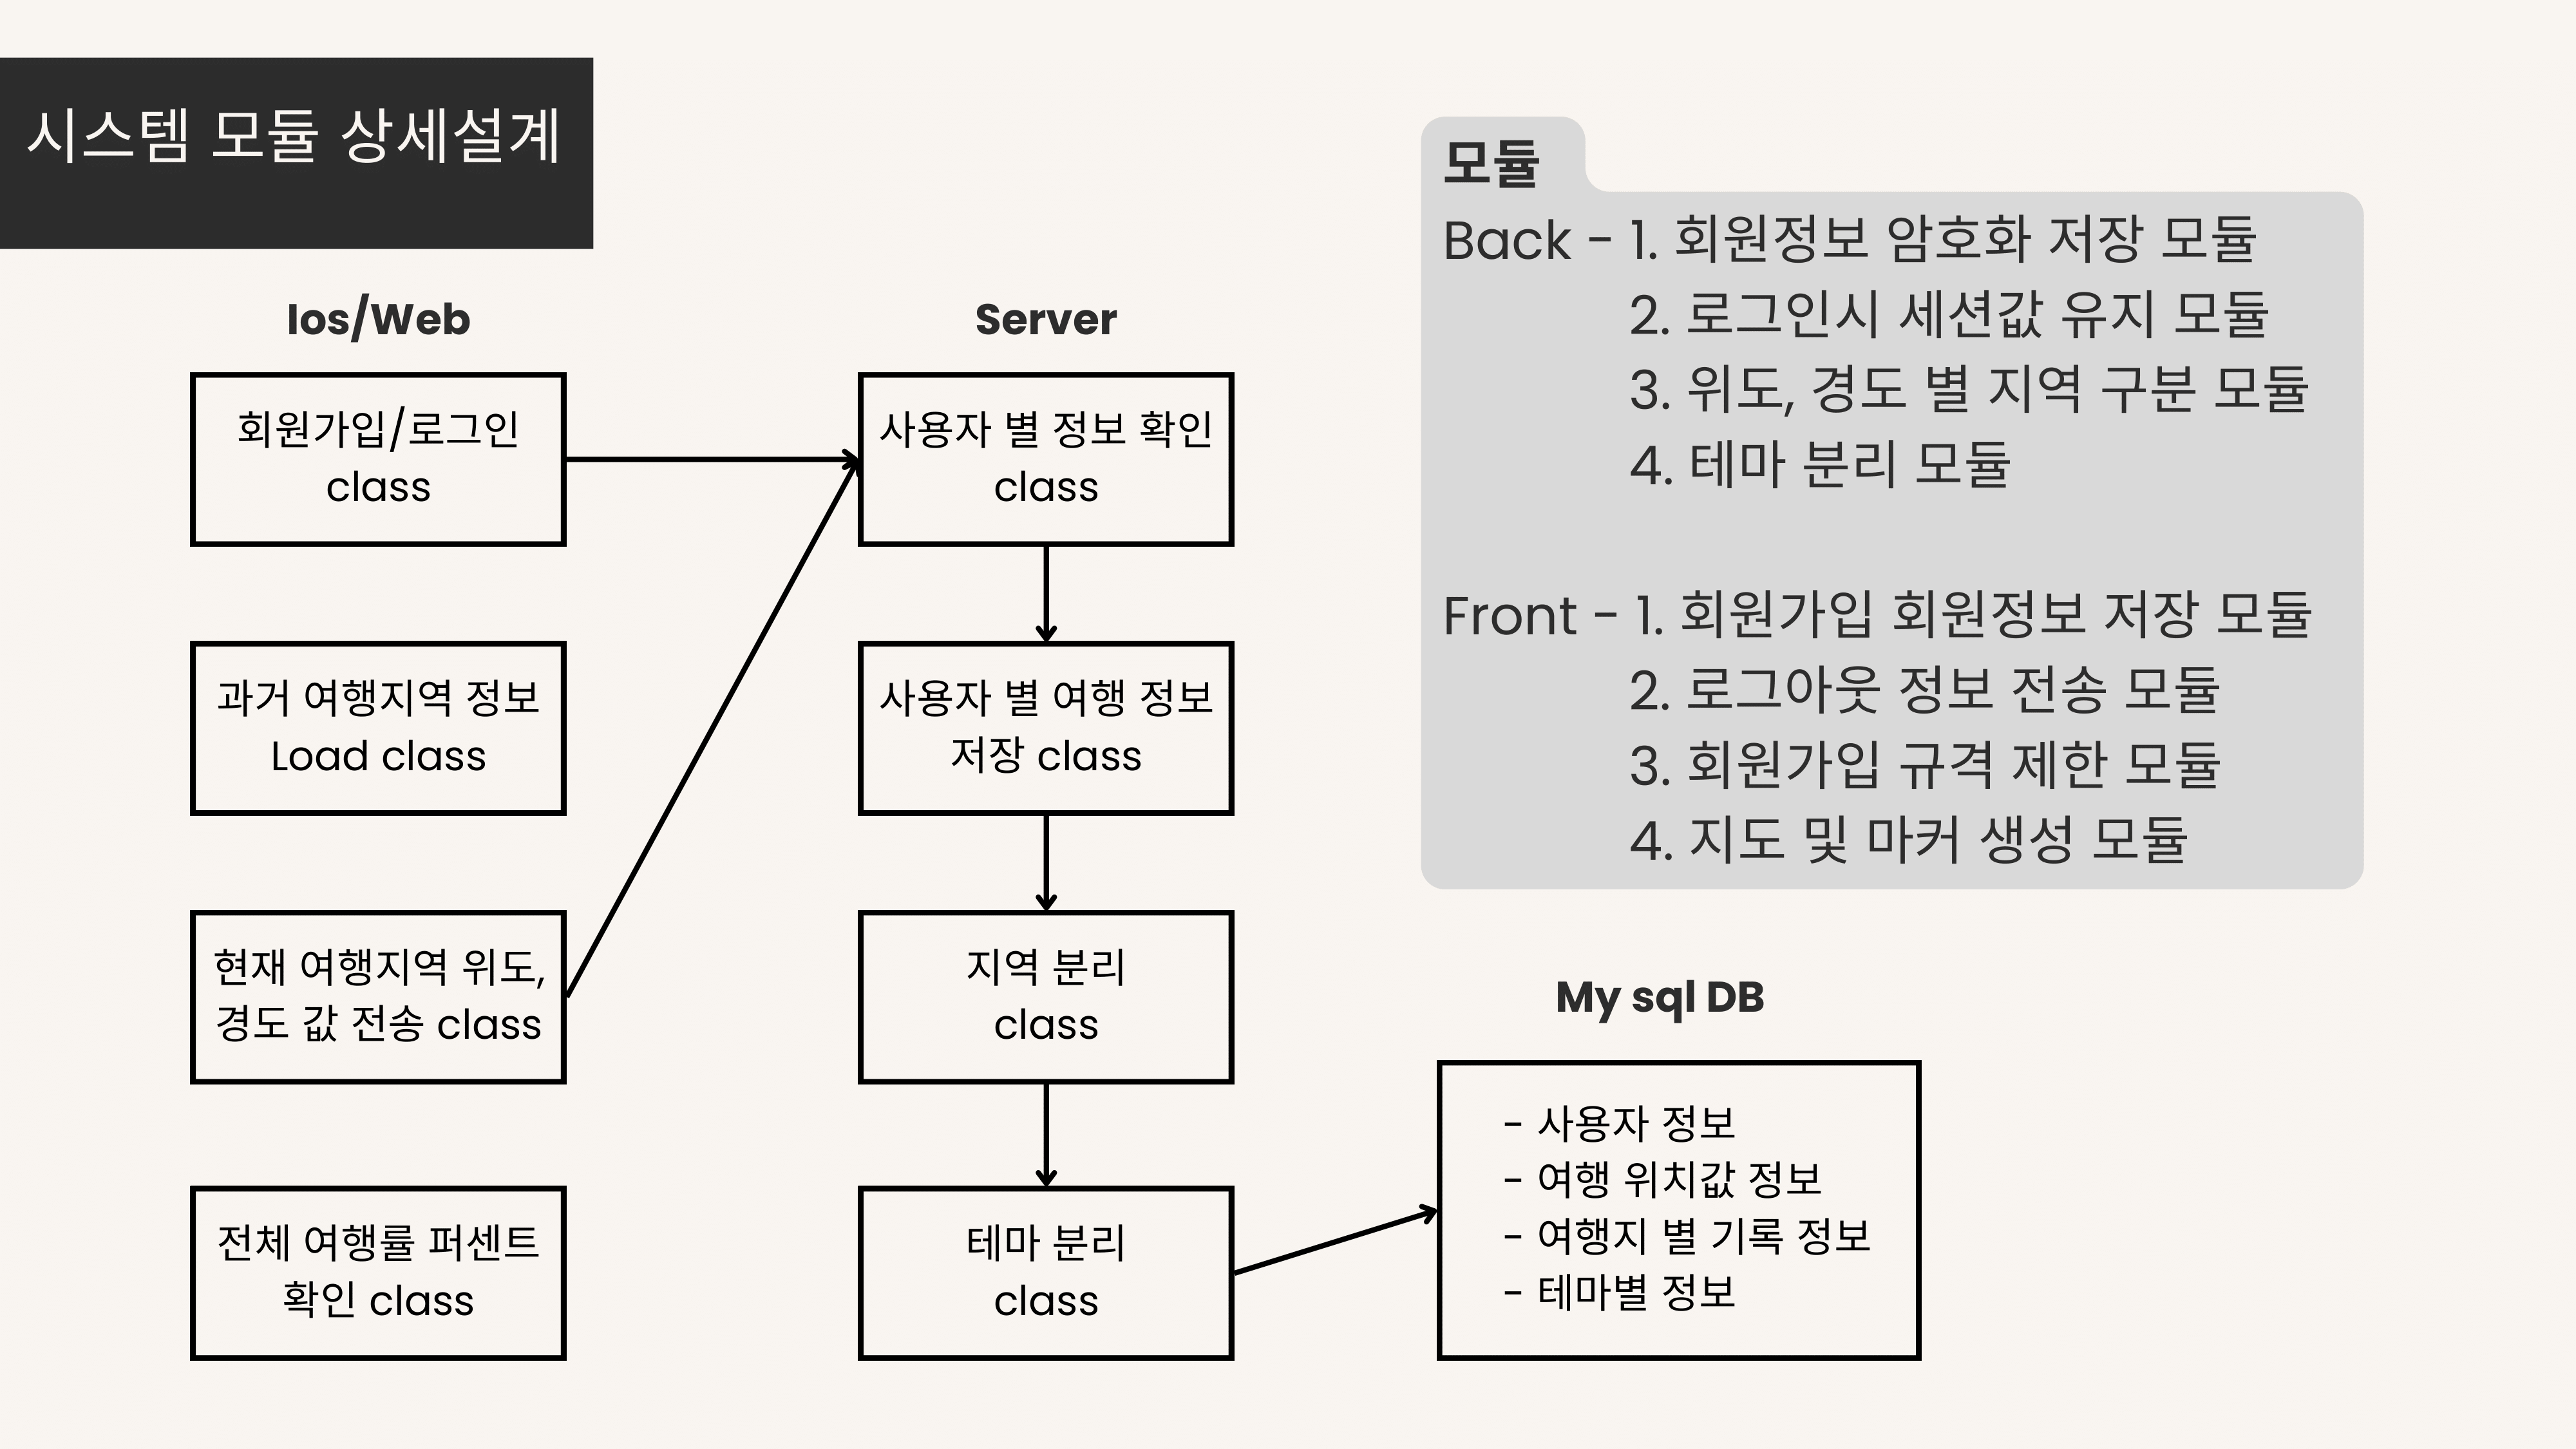 시스템 모듈 상세설계
모듈
Back - 1. 회원정보 암호화 저장 모듈
2. 로그인시 세션값 유지 모듈
3. 위도, 경도 별 지역 구분 모듈
4. 테마 분리 모듈
Front - 1. 회원가입 회원정보 저장 모듈
2. 로그아웃 정보 전송 모듈
3. 회원가입 규격 제한 모듈
4. 지도 및 마커 생성 모듈
Ios/Web
회원가입/로그인
class
과거 여행지역 정보
Load class
현재 여행지역 위도,
경도 값 전송 class
전체 여행률 퍼센트
확인 class
Server
사용자 별 정보 확인
class
사용자 별 여행 정보
저장 class
지역 분리
class
테마 분리
class
My sql DB
- 사용자 정보
- 여행 위치값 정보
- 여행지 별 기록 정보
- 테마별 정보